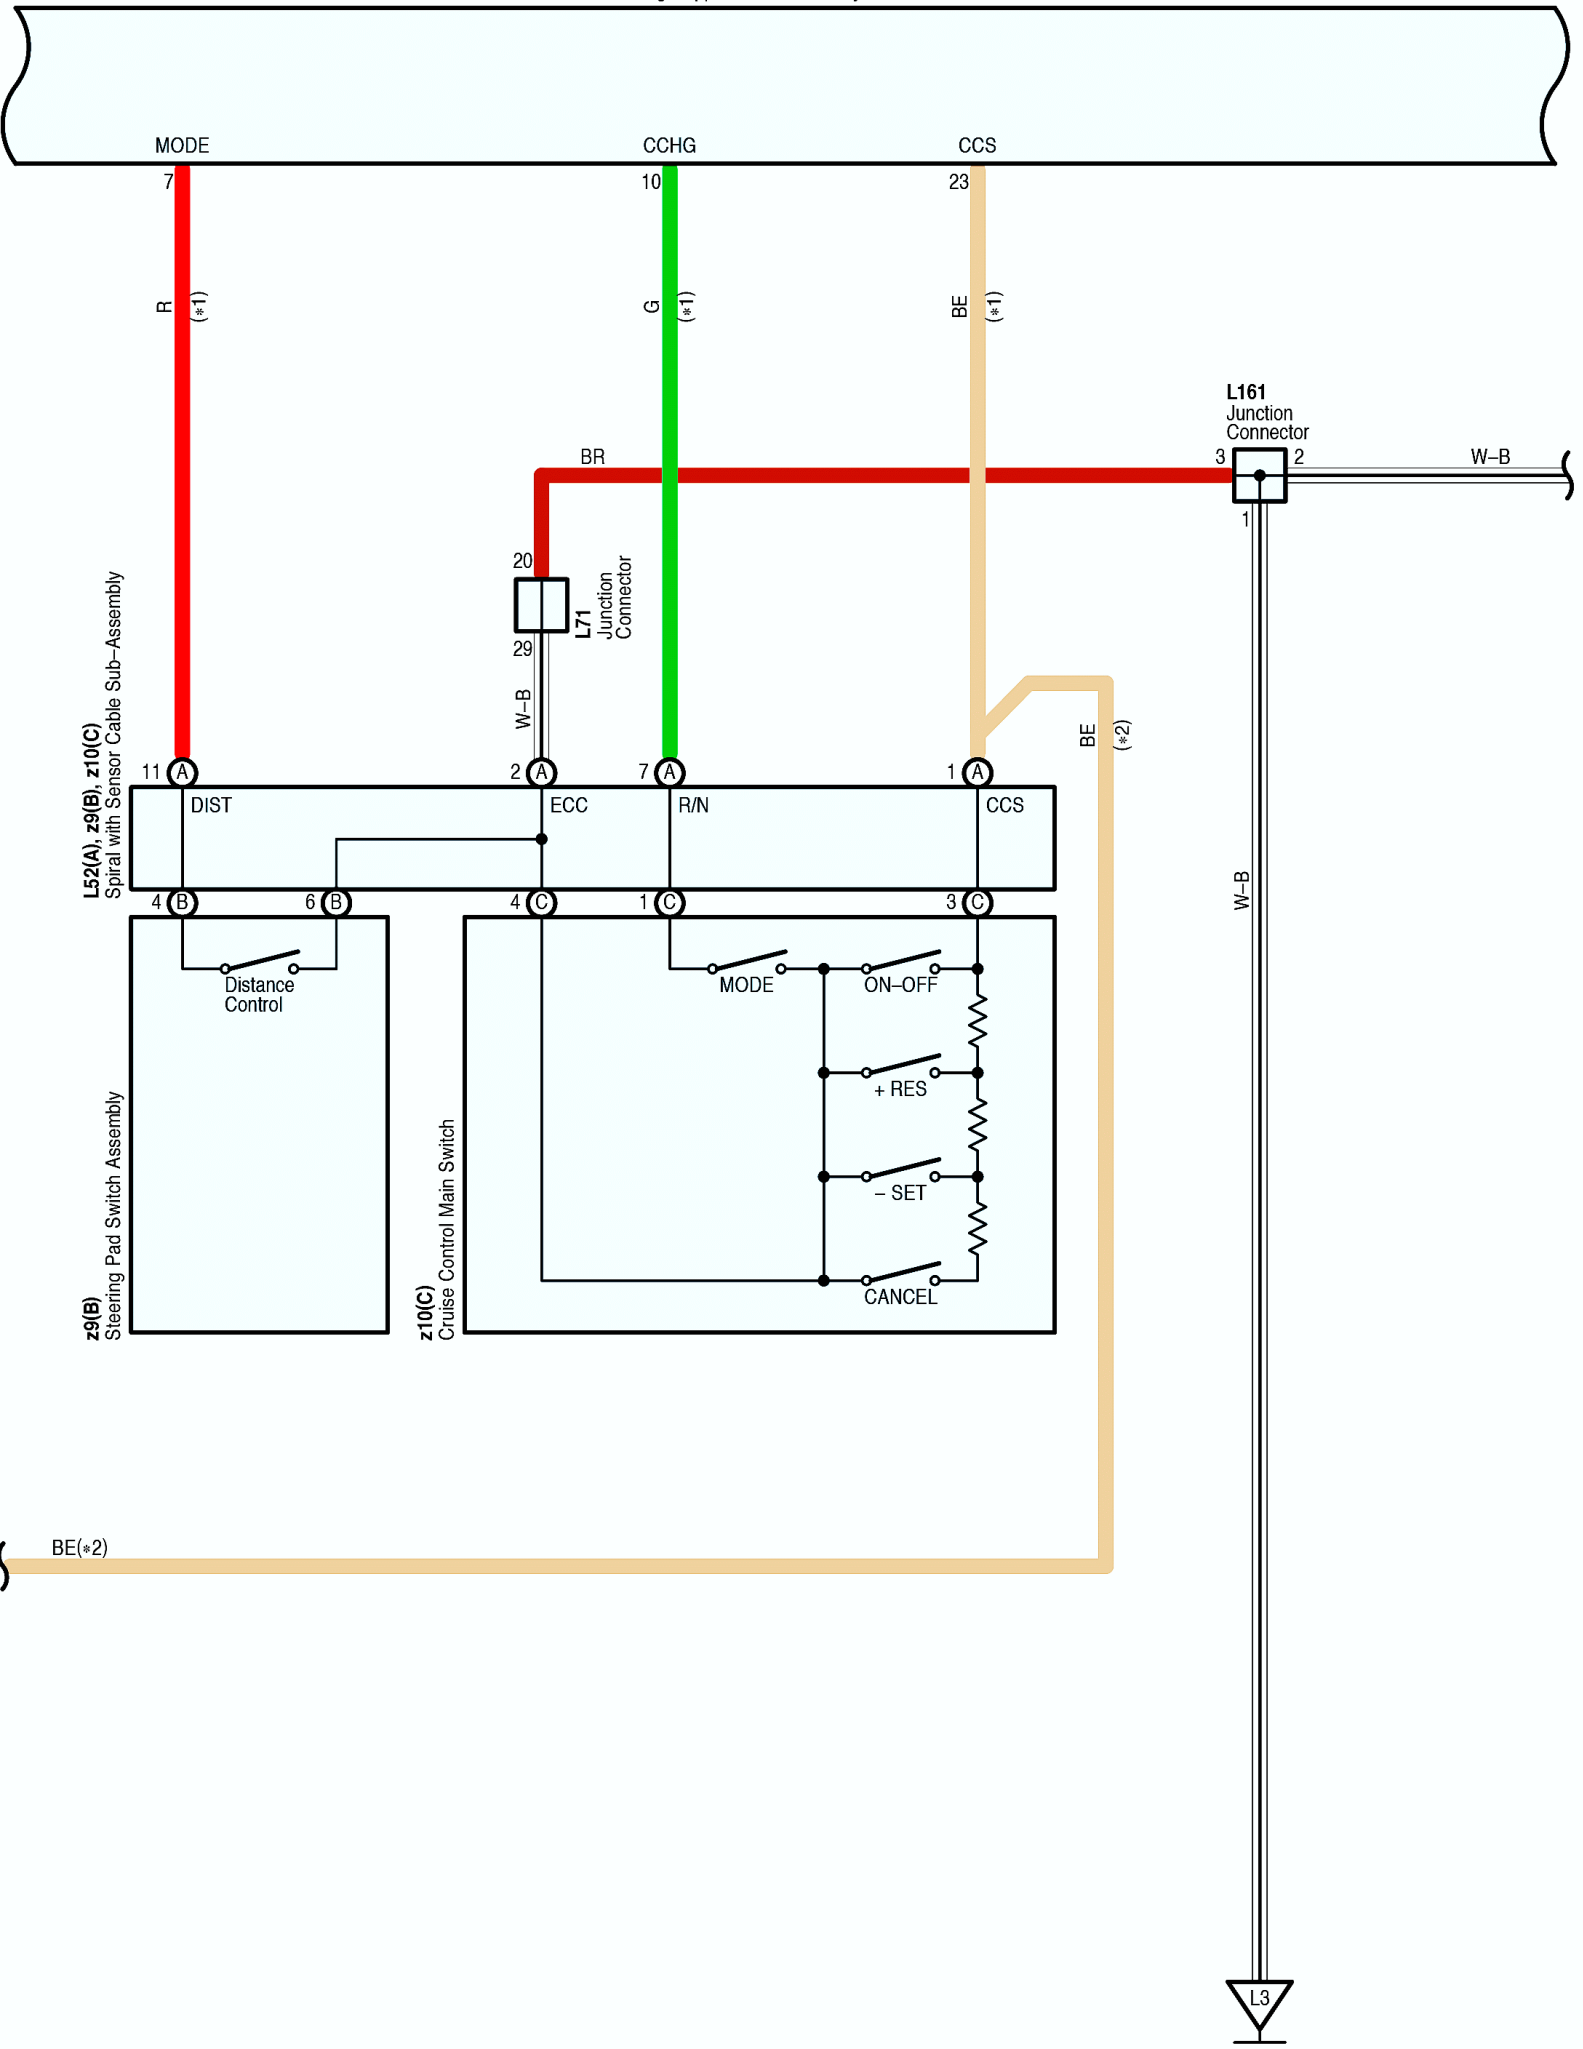 MODE
CCHG
CCS
7
10
23
R
(*1)
G
(*1)
BE
(*1)
L161
Junction
Connector
BR
3
2
W–B
1
20
L71
Junction
Connector
29
W–B
BE
(*2)
L52(A), z9(B), z10(C)
Spiral with Sensor Cable Sub–Assembly
11
A
2
A
7
A
1
A
DIST
ECC
R/N
CCS
4
B
6
B
4
C
1
C
3
C
W–B
Distance
Control
MODE
ON–OFF
+ RES
– SET
CANCEL
z9(B)
Steering Pad Switch Assembly
z10(C)
Cruise Control Main Switch
BE(*2)
L3